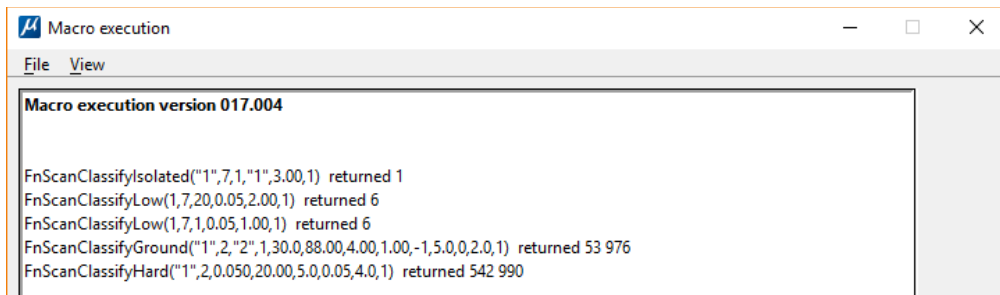 Macro execution
File View
Macro execution version 017.004
FnScanClassifyIsolated("1",7,1,"1",3.00,1) returned 1
FnScanClassifyLow(1,7,20,0.05,2.00,1) returned 6
FnScanClassifyLow(1,7,1,0.05,1.00,1) returned 6
FnScanClassifyGround("1",2,"2",1,30.0,88.00,4.00,1.00,-1,5.0,0,2.0,1) returned 53 976
FnScanClassifyHard("1",2,0.050,20.00,5.0,0.05,4.0,1) returned 542 990